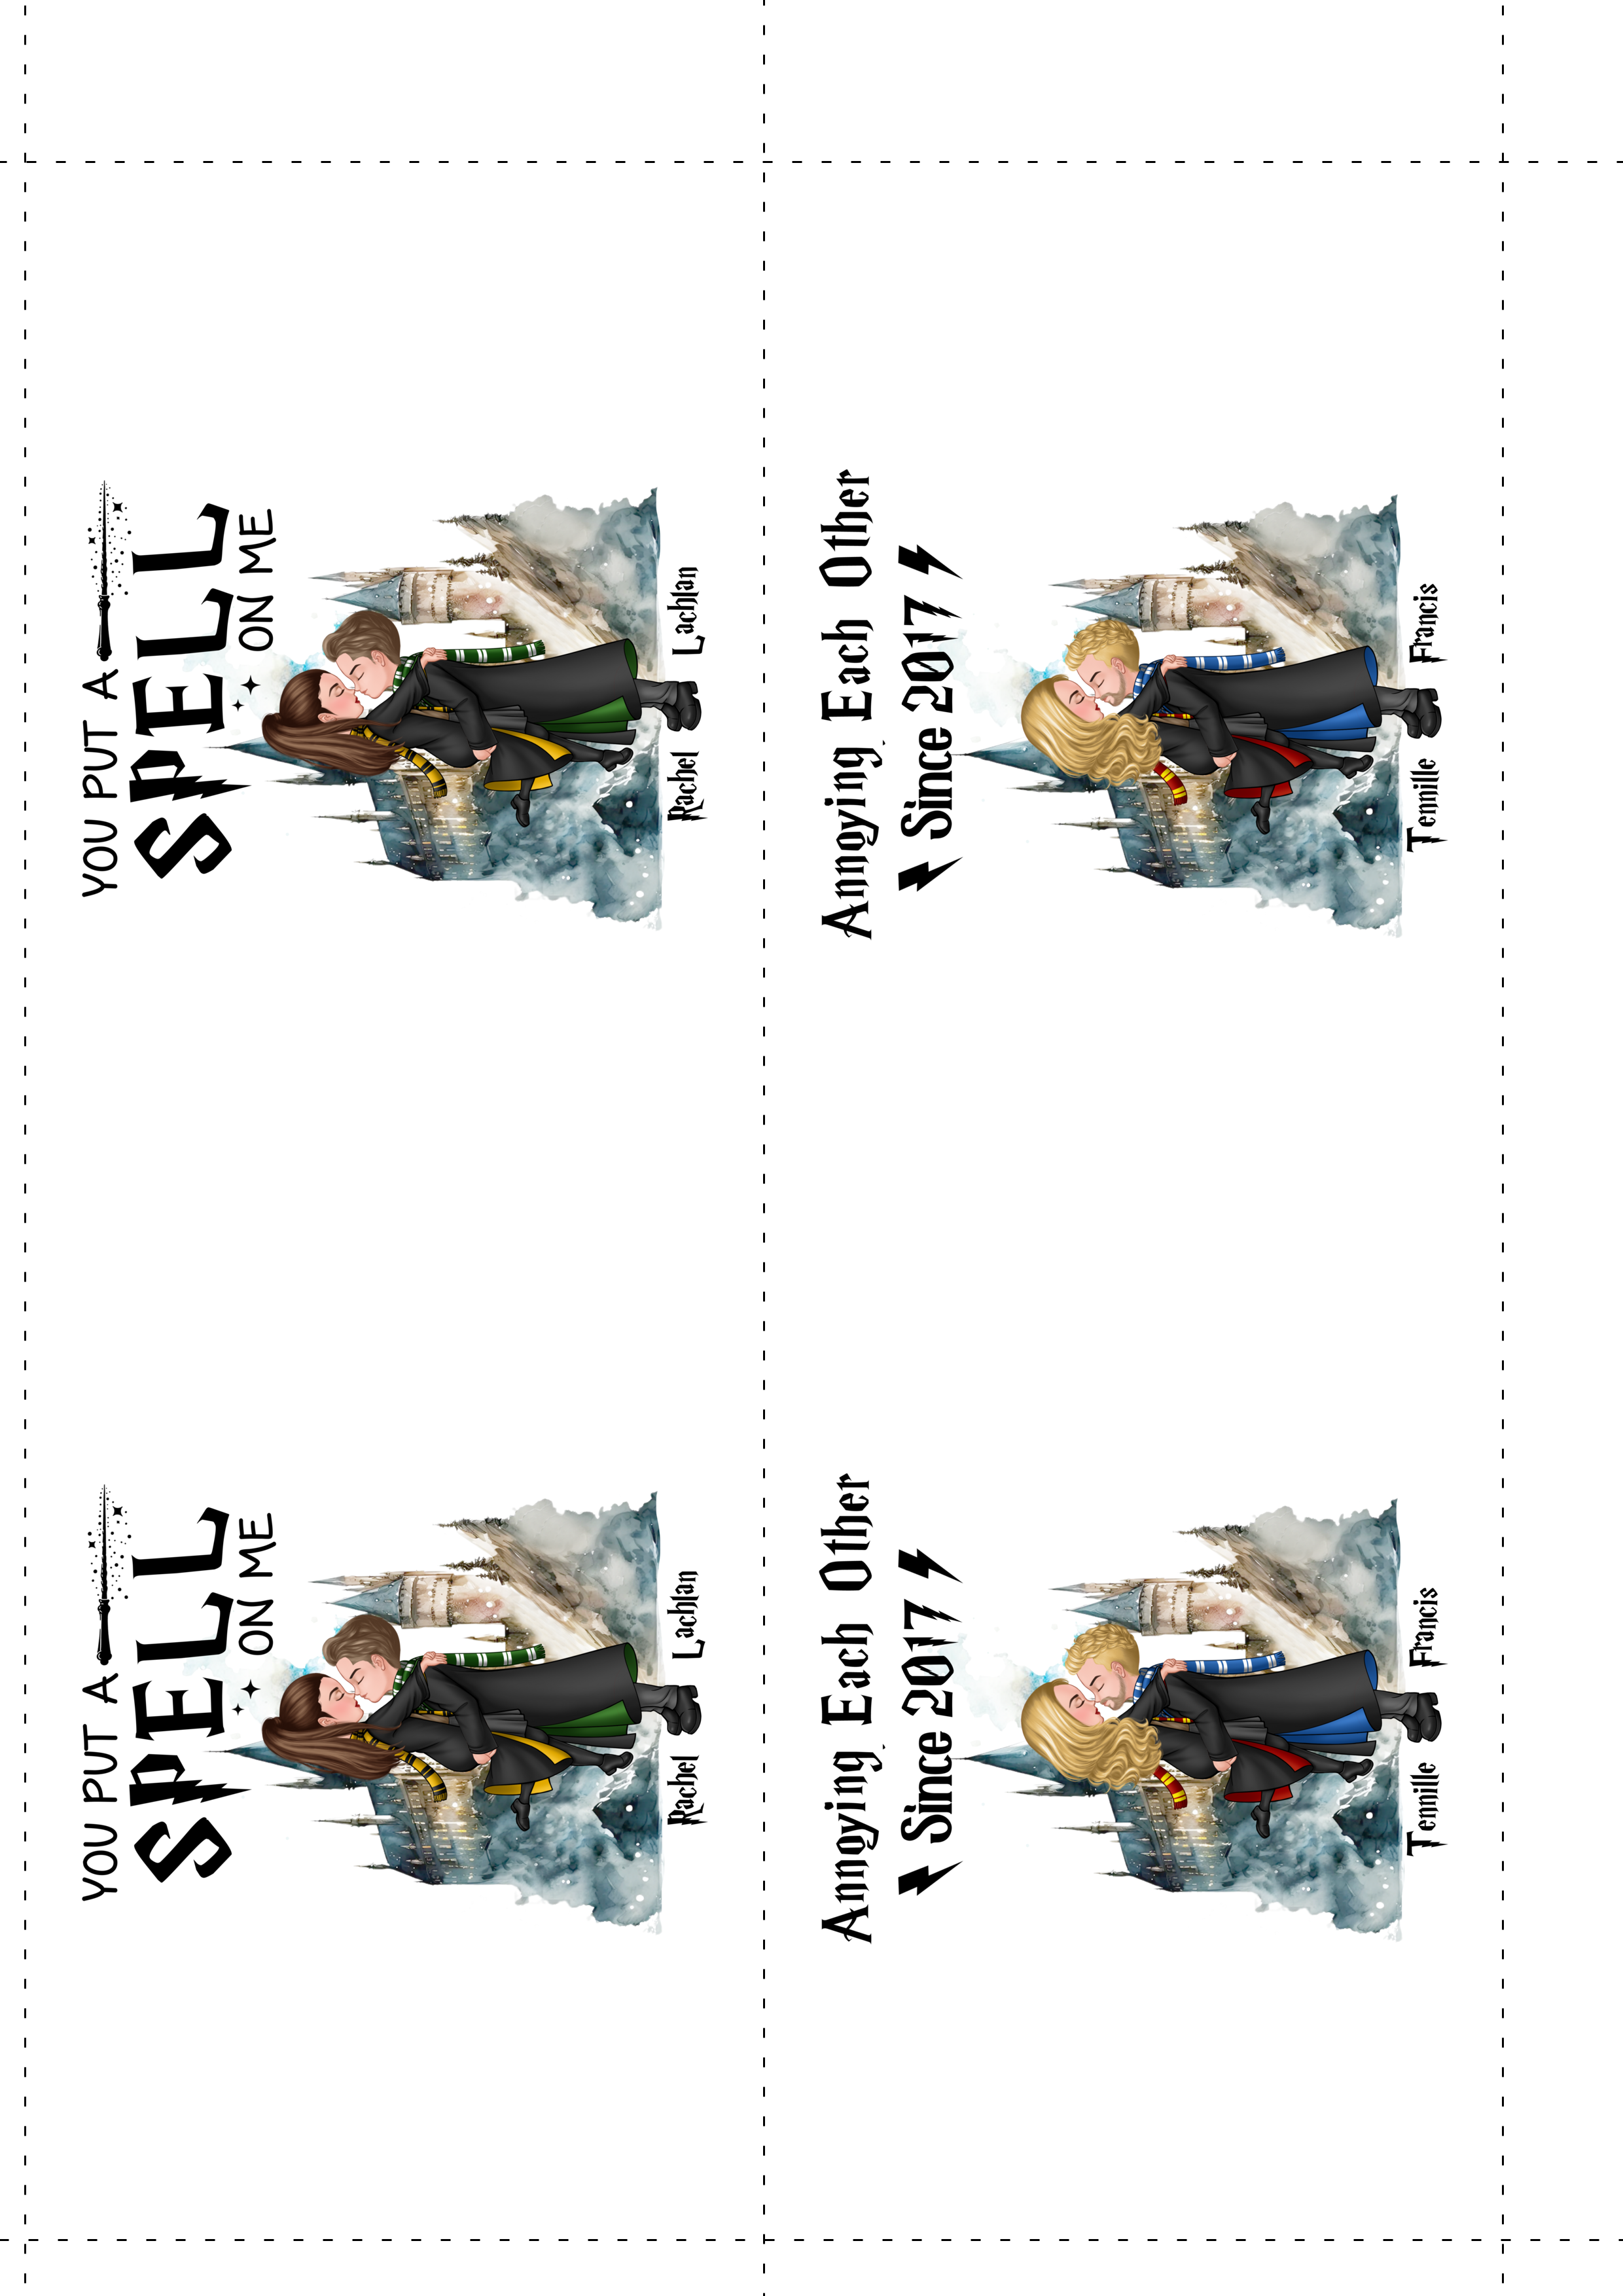 YOU PUT A
SPELL
ON ME
Rachel Lachlan
YOU PUT A
SPELL
ON ME
Rachel Lachlan
Annoying Each Other
Since 2017
Tennille Francis
Annoying Each Other
Since 2017
Tennille Francis